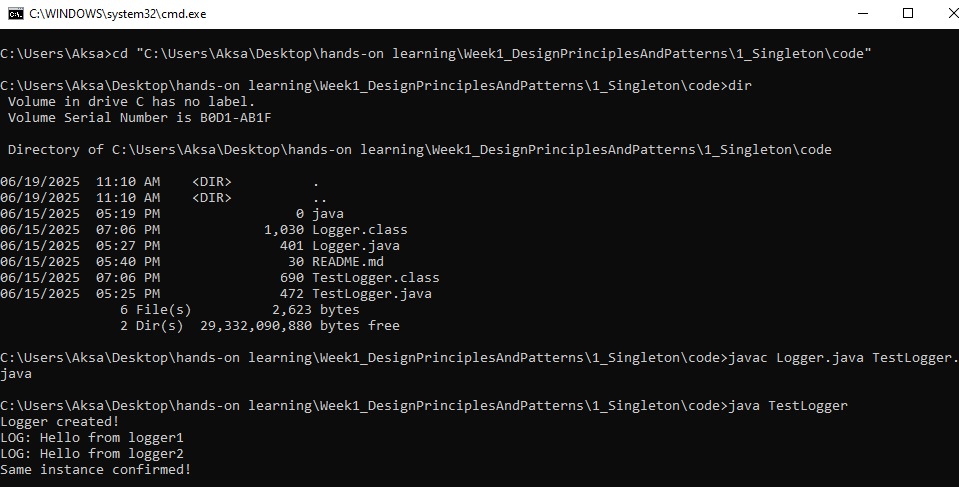 C:\WINDOWS\system32\cmd.exe
C:\Users\Aksa>cd "C:\Users\Aksa\Desktop\hands-on learning\Week1_DesignPrinciplesAndPatterns\1_Singleton\code"
C:\Users\Aksa\Desktop\hands-on learning\Week1_DesignPrinciplesAndPatterns\1_Singleton\code>dir
 Volume in drive C has no label.
 Volume Serial Number is B0D1-AB1F
 Directory of C:\Users\Aksa\Desktop\hands-on learning\Week1_DesignPrinciplesAndPatterns\1_Singleton\code
06/19/2025  11:10 AM    <DIR>          .
06/19/2025  11:10 AM    <DIR>          ..
06/15/2025  05:19 PM                 0 java
06/15/2025  07:06 PM             1,030 Logger.class
06/15/2025  05:27 PM               401 Logger.java
06/15/2025  05:40 PM                30 README.md
06/15/2025  07:06 PM               690 TestLogger.class
06/15/2025  05:25 PM               472 TestLogger.java
               6 File(s)          2,623 bytes
               2 Dir(s)  29,332,090,880 bytes free
C:\Users\Aksa\Desktop\hands-on learning\Week1_DesignPrinciplesAndPatterns\1_Singleton\code>javac Logger.java TestLogger.
java
C:\Users\Aksa\Desktop\hands-on learning\Week1_DesignPrinciplesAndPatterns\1_Singleton\code>java TestLogger
Logger created!
LOG: Hello from logger1
LOG: Hello from logger2
Same instance confirmed!